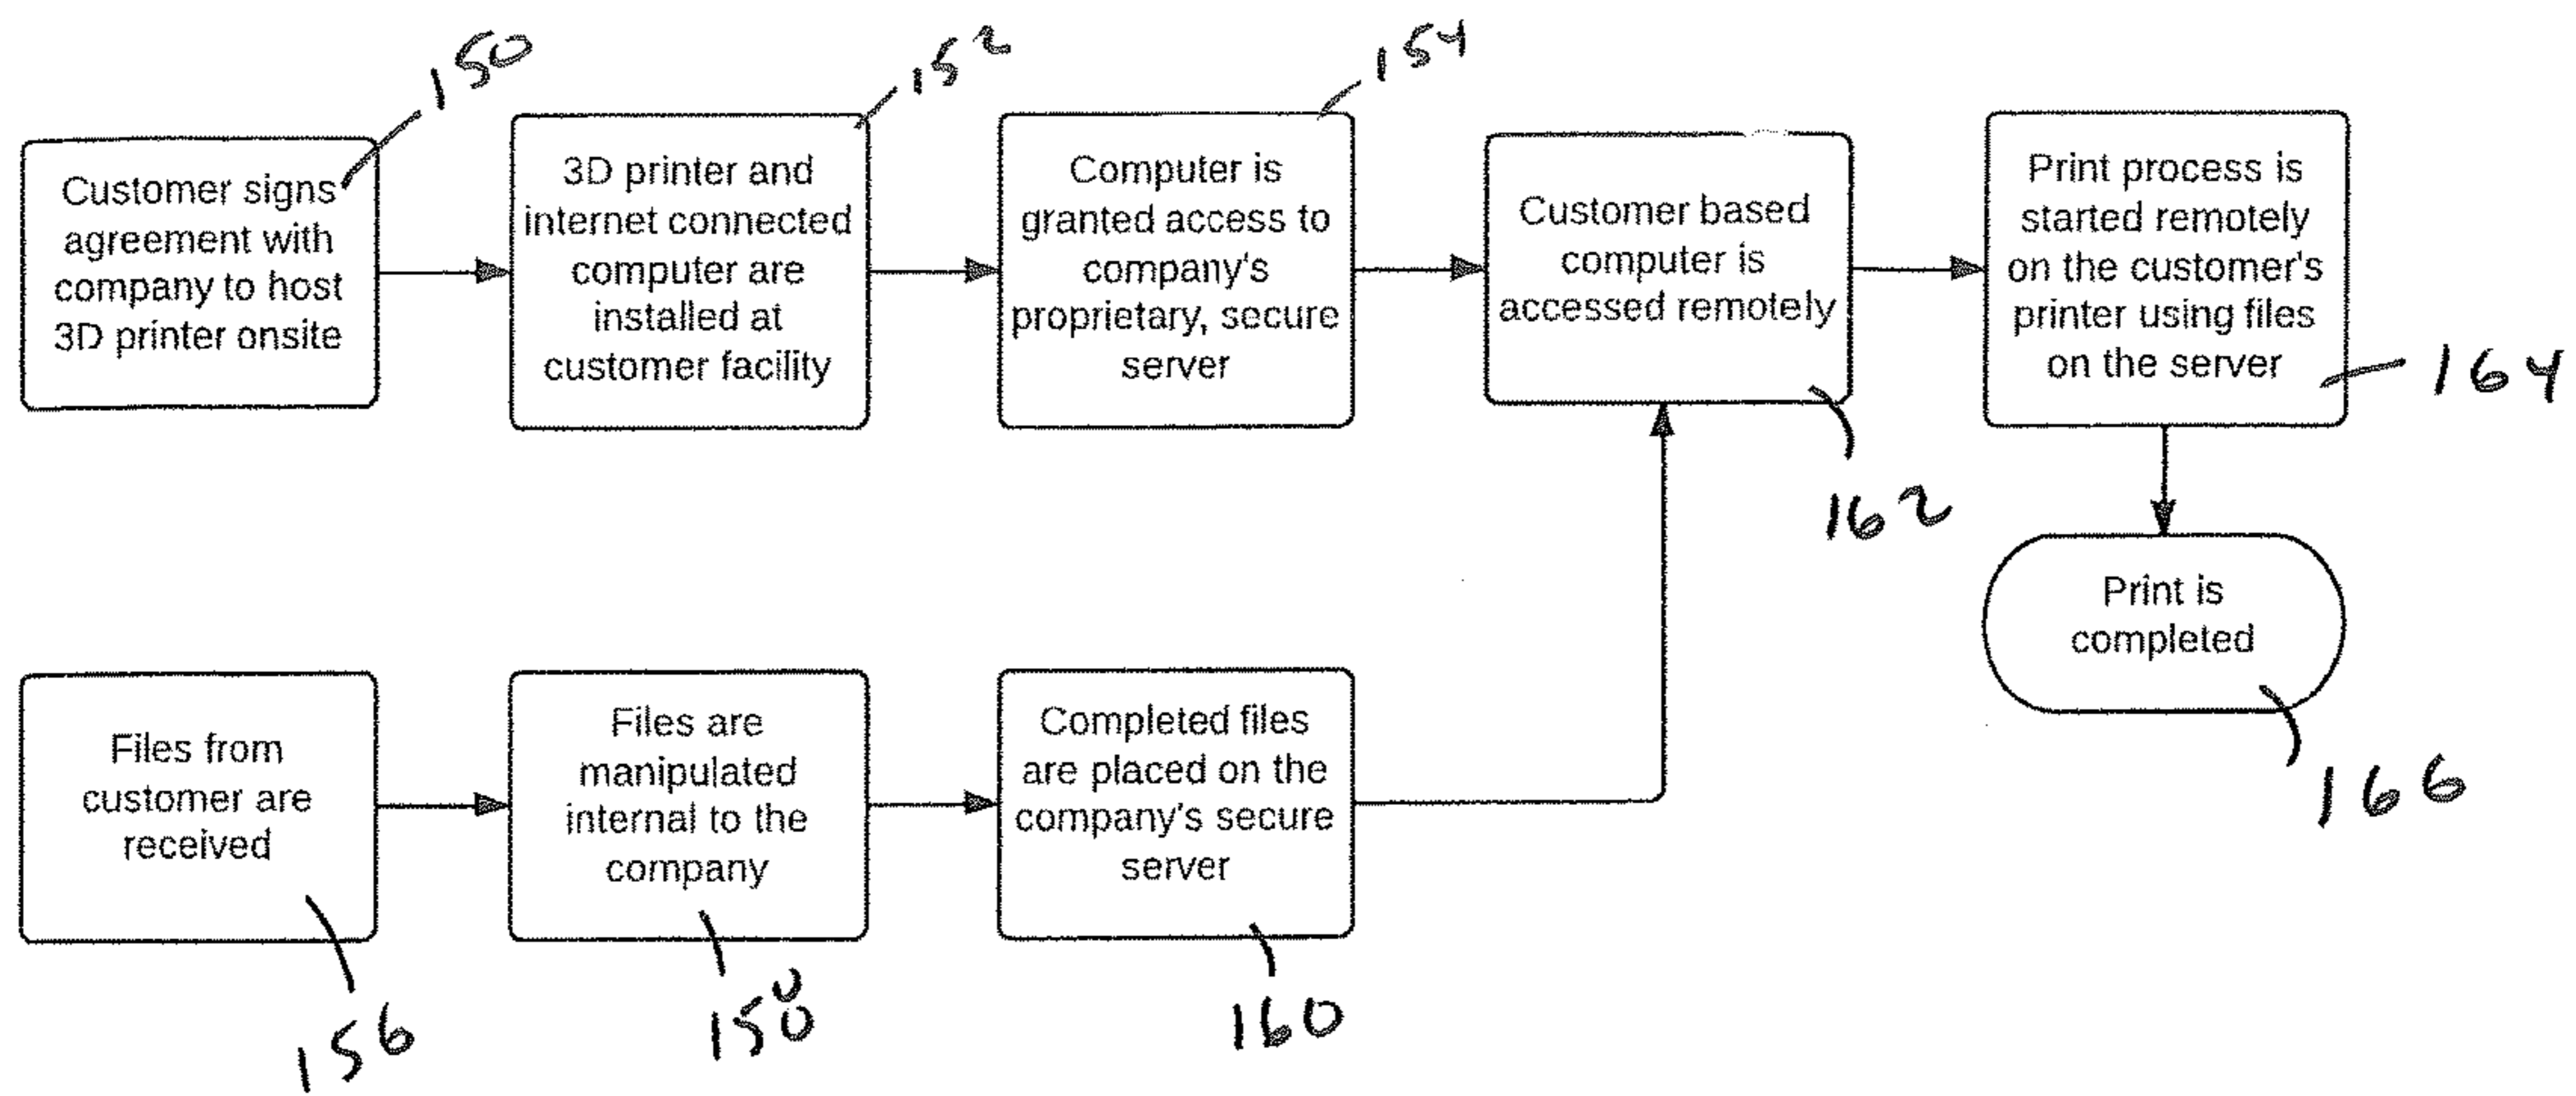 150
152
154
Customer signs
agreement with
company to host
3D printer onsite
3D printer and
internet connected
computer are
installed at
customer facility
Computer is
granted access to
company's
proprietary, secure
server
Customer based
computer is
accessed remotely
Print process is
started remotely
on the customer's
printer using files
on the server
164
162
Print is
completed
166
Files from
customer are
received
Files are
manipulated
internal to the
company
Completed files
are placed on the
company's secure
server
156
158
160